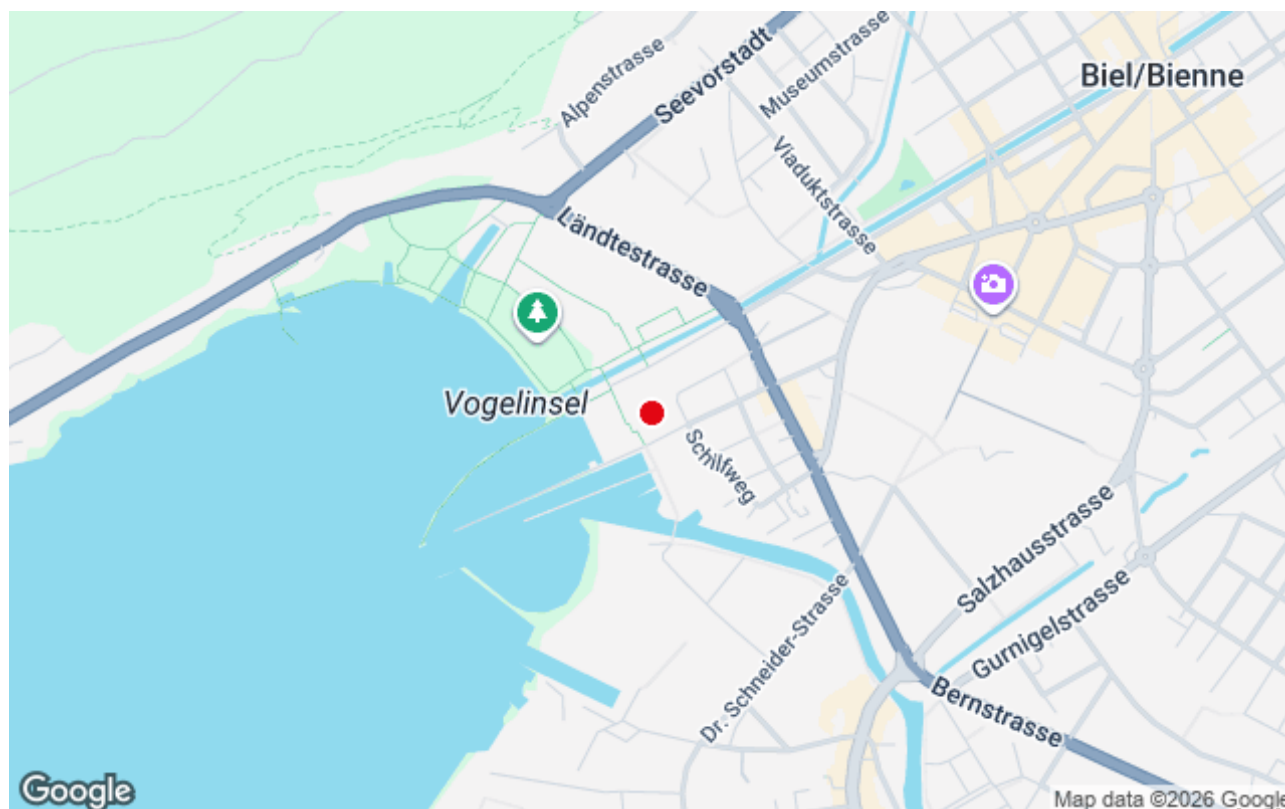 Biel/Bienne
Alpenstrasse
Seevorstadt
Museumstrasse
Viaduktstrasse
Ländtestrasse
Vogelinsel
Schilfweg
Salzhausstrasse
Gurnigelstrasse
Dr. Schneider-Strasse
Bernstrasse
Google
Map data ©2026 Google